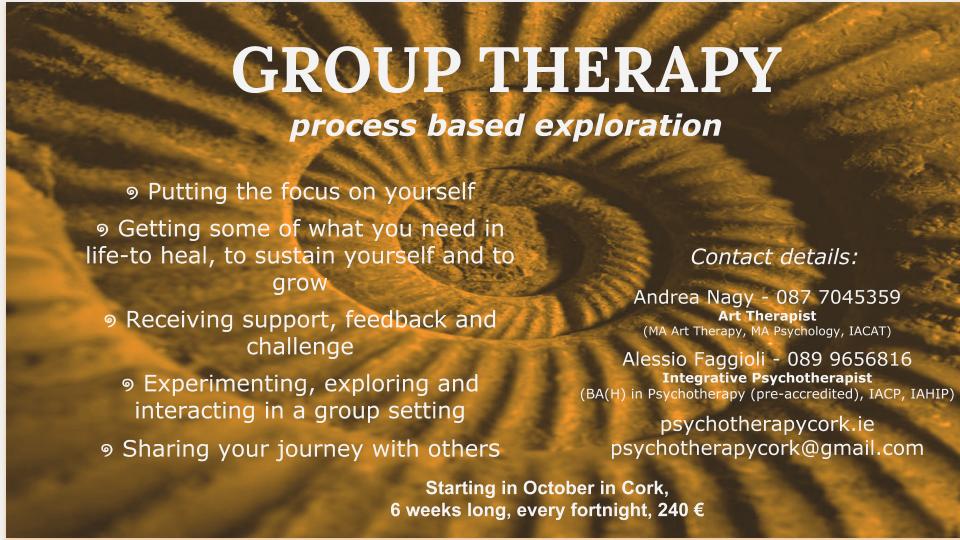 GROUP THERAPY
process based exploration
Putting the focus on yourself
Getting some of what you need in
life-to heal, to sustain yourself and to
grow
Receiving support, feedback and
challenge
Experimenting, exploring and
interacting in a group setting
Sharing your journey with others
Contact details:
Andrea Nagy - 087 7045359
Art Therapist
(MA Art Therapy, MA Psychology, IACAT)
Alessio Faggioli - 089 9656816
Integrative Psychotherapist
(BA(H) in Psychotherapy (pre-accredited), IACP, IAHIP)
psychotherapycork.ie
psychotherapycork@gmail.com
Starting in October in Cork,
6 weeks long, every fortnight, 240 €